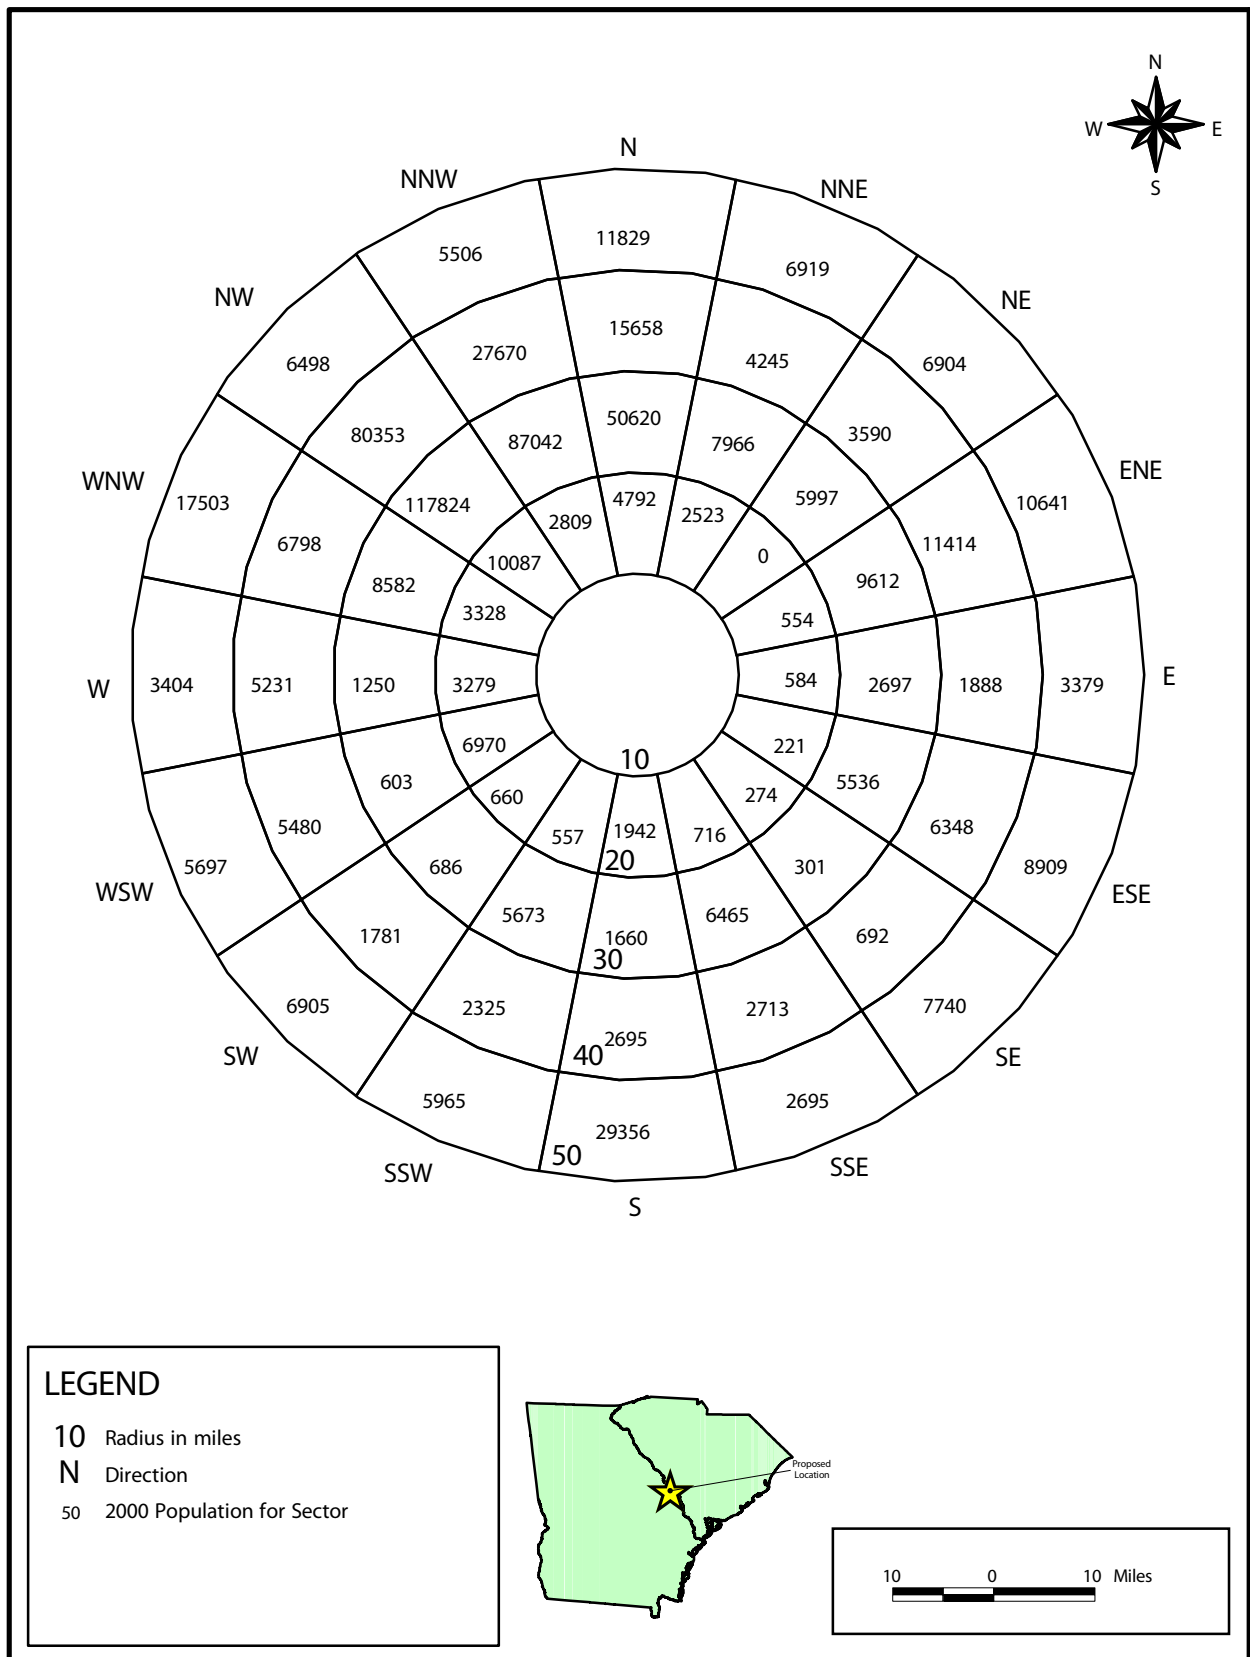 N
W E
S
N
NNW
NNE
5506
11829
6919
NW
NE
27670
15658
4245
6498
6904
80353
87042
50620
7966
3590
WNW
ENE
17503
117824
2809
4792
2523
5997
10641
6798
10087
0
11414
8582
3328
554
9612
W
3404
5231
1250
3279
584
2697
1888
3379
E
6970
10
221
603
660
274
5536
5480
557
1942
716
6348
5697
686
20
301
8909
WSW
ESE
1781
5673
1660
6465
692
30
6905
2325
2713
7740
SW
40
2695
SE
5965
29356
2695
50
SSW
SSE
S
LEGEND
10 Radius in miles
N Direction
50 2000 Population for Sector
Proposed
Location
10 0 10 Miles